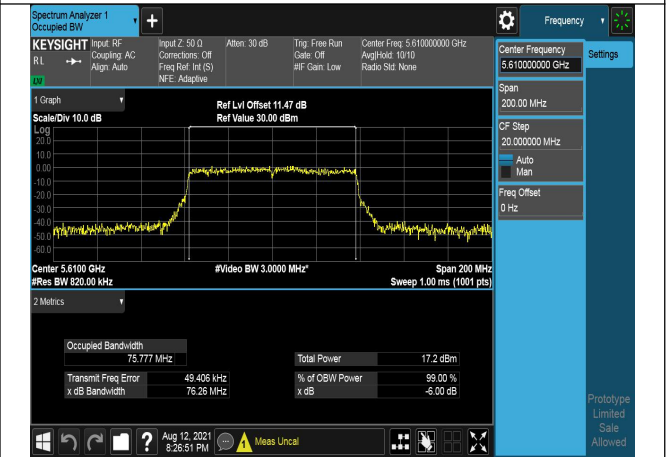 Spectrum Analyzer 1
Occupied BW
+
Frequency
KEYSIGHT Input: RF Input Z: 50 Ω Atten: 30 dB Trig: Free Run Center Freq: 5.610000000 GHz
RL Coupling: AC Corrections: Off Gate: Off Avg|Hold: 10/10
Align: Auto Freq Ref: Int (S) #IF Gain: Low Radio Std: None
NFE: Adaptive
LXI
Center Frequency
5.610000000 GHz
Settings
Span
200.00 MHz
CF Step
20.000000 MHz
Auto
Man
Freq Offset
0 Hz
1 Graph
Ref Lvl Offset 11.47 dB
Scale/Div 10.0 dB Ref Value 30.00 dBm
Log
20.0
10.0
0.00
-10.0
-20.0
-30.0
-40.0
-50.0
-60.0
Center 5.6100 GHz #Video BW 3.0000 MHz* Span 200 MHz
#Res BW 820.00 kHz Sweep 1.00 ms (1001 pts)
2 Metrics
Occupied Bandwidth
75.777 MHz Total Power 17.2 dBm
Transmit Freq Error 49.406 kHz % of OBW Power 99.00 %
x dB Bandwidth 76.26 MHz x dB -6.00 dB
Prototype
Limited
Sale
Allowed
? Aug 12, 2021
8:26:51 PM
Meas Uncal